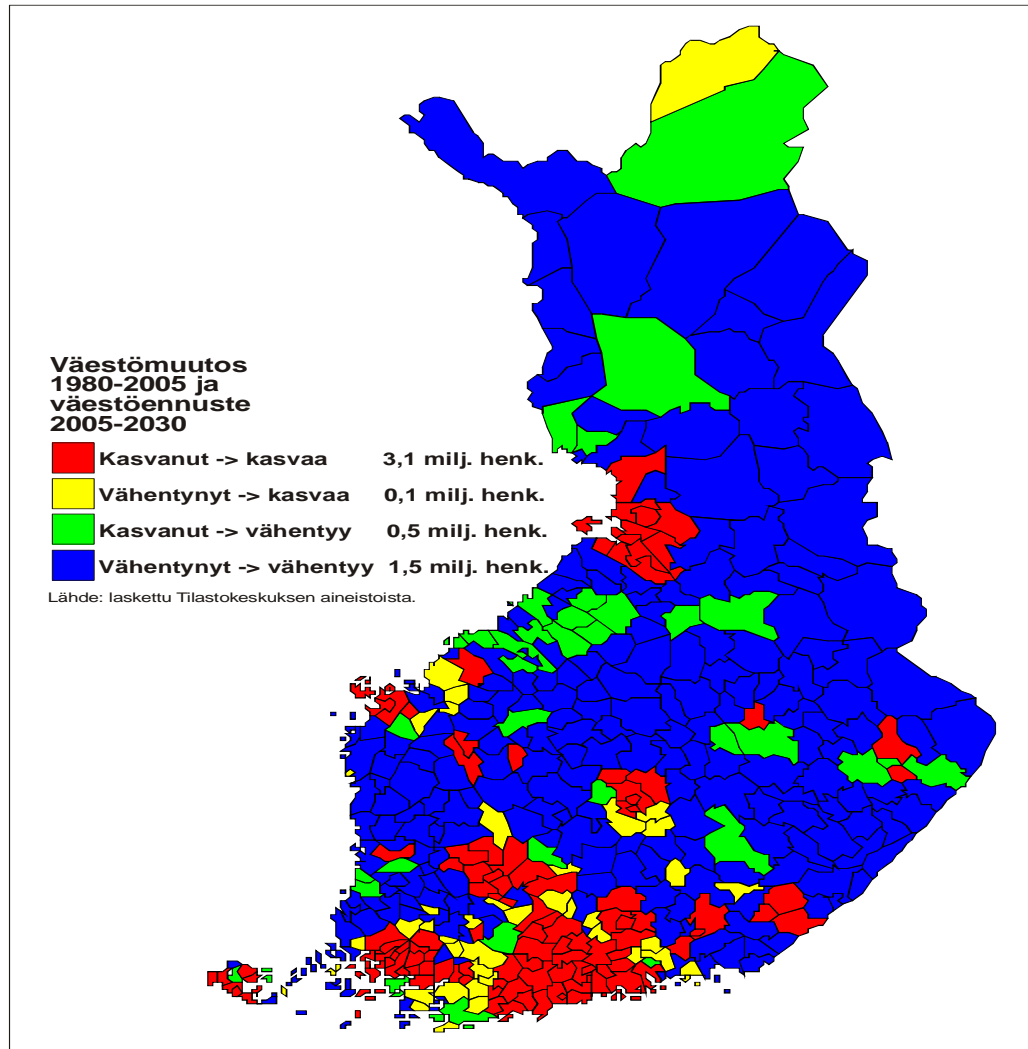 Väestömuutos
1980-2005 ja
väestöennuste
2005-2030
Kasvanut -> kasvaa 3,1 milj. henk.
Vähentynyt -> kasvaa 0,1 milj. henk.
Kasvanut -> vähentyy 0,5 milj. henk.
Vähentynyt -> vähentyy 1,5 milj. henk.
Lähde: laskettu Tilastokeskuksen aineistoista.